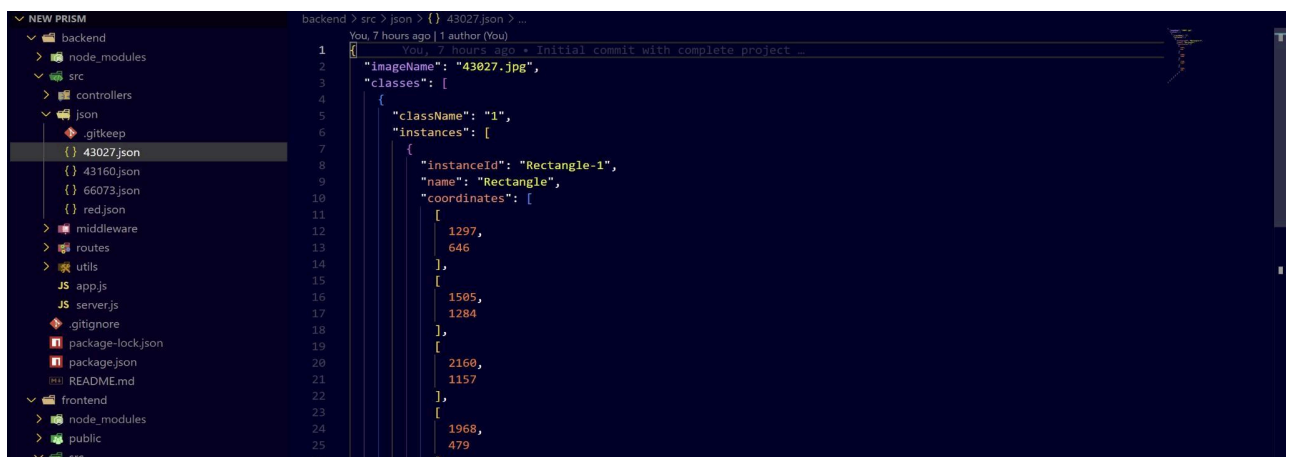 NEW PRISM
backend
node_modules
src
controllers
json
.gitkeep
{} 43027.json
{} 43160.json
{} 66073.json
{} red.json
middleware
routes
utils
JS app.js
JS server.js
.gitignore
package-lock.json
package.json
README.md
frontend
node_modules
public
src
backend > src > json > {} 43027.json > ...
You, 7 hours ago | 1 author (You)
1 { You, 7 hours ago • Initial commit with complete project …
2 "imageName": "43027.jpg",
3 "classes": [
4 {
5 "className": "1",
6 "instances": [
7 {
8 "instanceId": "Rectangle-1",
9 "name": "Rectangle",
10 "coordinates": [
11 [
12 1297,
13 646
14 ],
15 [
16 1505,
17 1284
18 ],
19 [
20 2160,
21 1157
22 ],
23 [
24 1968,
25 479